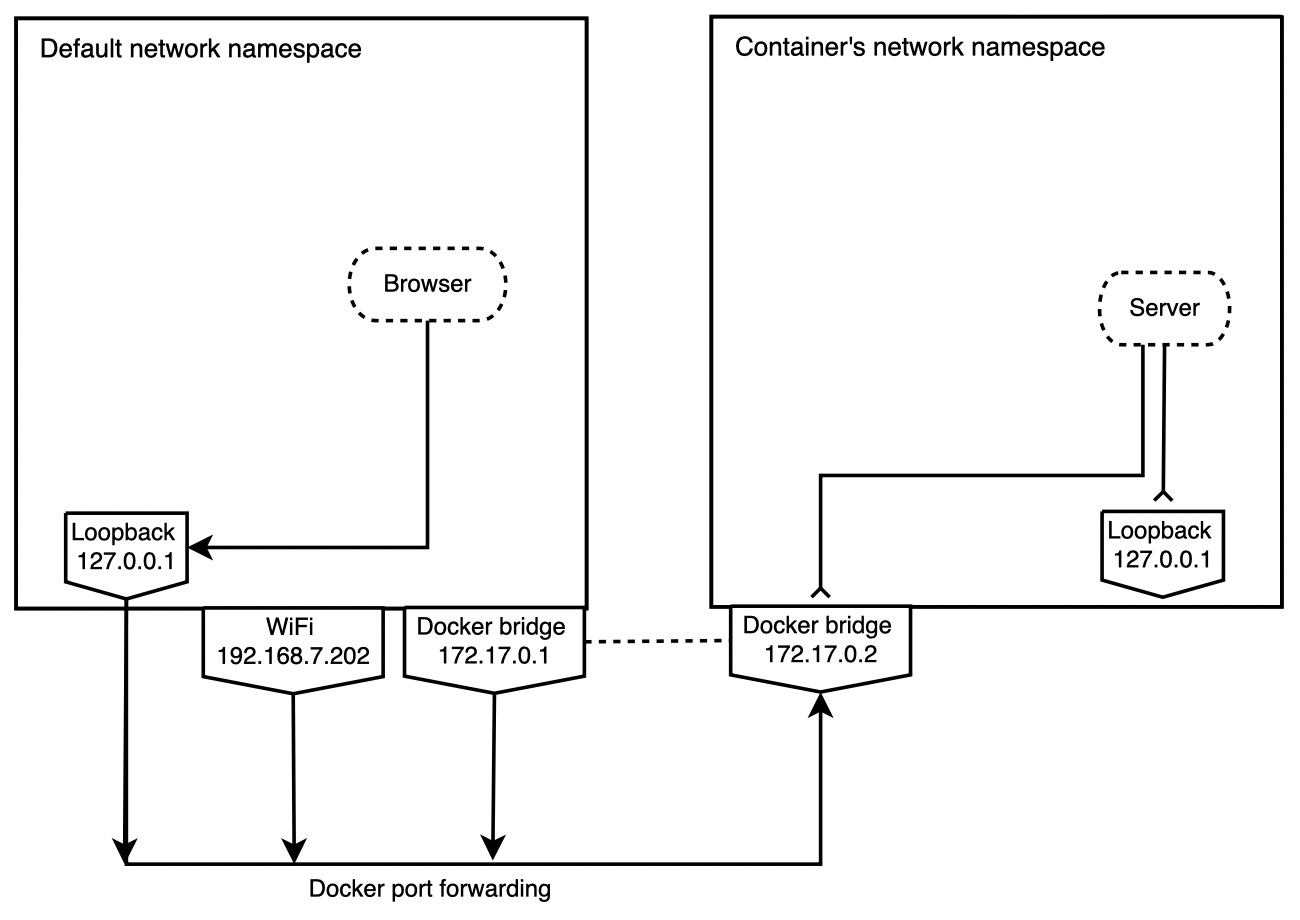 Default network namespace
Container's network namespace
Browser
Server
Loopback
127.0.0.1
Loopback
127.0.0.1
WiFi
192.168.7.202
Docker bridge
172.17.0.1
Docker bridge
172.17.0.2
Docker port forwarding